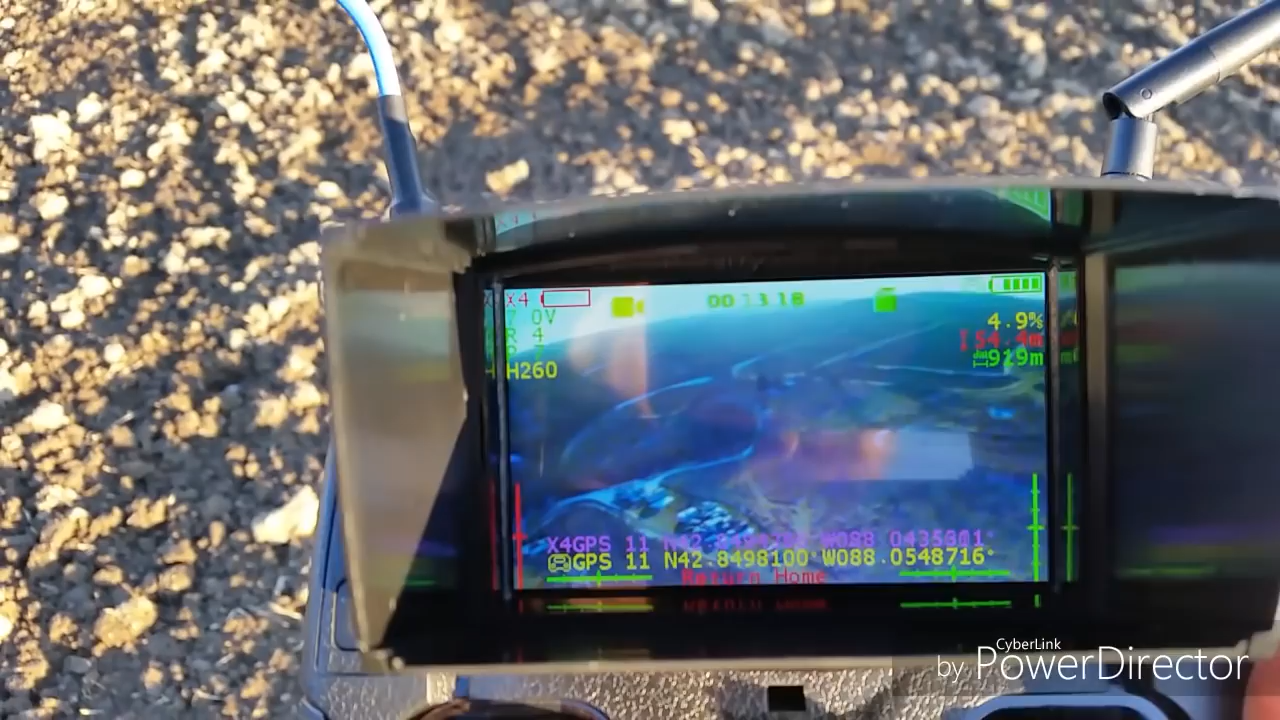 X4
00 13 18
7 0V
4.9%
R 4
919m
H260
X4GPS 11
GPS 11 N42.8498100° W088.0548716°
Return Home
CyberLink
by PowerDirector